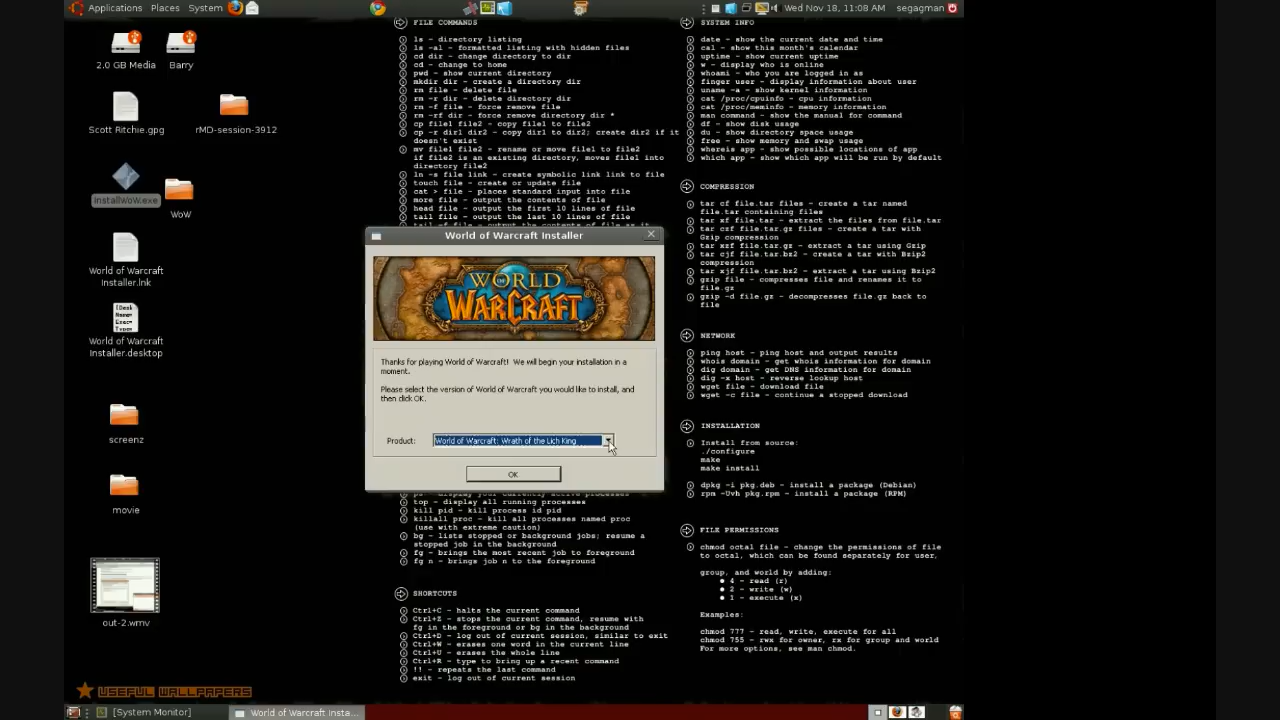 Applications Places System
Wed Nov 18, 11:08 AM segagman
2.0 GB Media
Barry
Scott Ritchie.gpg
rMD-session-3912
InstallWoW.exe
WoW
World of Warcraft
Installer.lnk
[Desk
Name=
Exec=
Type=
World of Warcraft
Installer.desktop
screenz
movie
out-2.wmv
USEFUL WALLPAPERS
FILE COMMANDS
ls - directory listing
ls -al - formatted listing with hidden files
cd dir - change directory to dir
cd - change to home
pwd - show current directory
mkdir dir - create a directory dir
rm file - delete file
rm -r dir - delete directory dir
rm -f file - force remove file
rm -rf dir - force remove directory dir *
cp file1 file2 - copy file1 to file2
cp -r dir1 dir2 - copy dir1 to dir2; create dir2 if it
doesn't exist
mv file1 file2 - rename or move file1 to file2
if file2 is an existing directory, moves file1 into
directory file2
ln -s file link - create symbolic link link to file
touch file - create or update file
cat > file - places standard input into file
more file - output the contents of file
head file - output the first 10 lines of file
tail file - output the last 10 lines of file
World of Warcraft Installer
WORLD OF WARCRAFT
Thanks for playing World of Warcraft! We will begin your installation in a
moment.
Please select the version of World of Warcraft you would like to install, and
then click OK.
Product: World of Warcraft: Wrath of the Lich King
OK
ps - display your currently active processes
top - display all running processes
kill pid - kill process id pid
killall proc - kill all processes named proc
(use with extreme caution)
bg - lists stopped or background jobs; resume a
stopped job in the background
fg - brings the most recent job to foreground
fg n - brings job n to the foreground
SHORTCUTS
Ctrl+C - halts the current command
Ctrl+Z - stops the current command, resume with
fg in the foreground or bg in the background
Ctrl+D - log out of current session, similar to exit
Ctrl+W - erases one word in the current line
Ctrl+U - erases the whole line
Ctrl+R - type to bring up a recent command
!! - repeats the last command
exit - log out of current session
SYSTEM INFO
date - show the current date and time
cal - show this month's calendar
uptime - show current uptime
w - display who is online
whoami - who you are logged in as
finger user - display information about user
uname -a - show kernel information
cat /proc/cpuinfo - cpu information
cat /proc/meminfo - memory information
man command - show the manual for command
df - show disk usage
du - show directory space usage
free - show memory and swap usage
whereis app - show possible locations of app
which app - show which app will be run by default
COMPRESSION
tar cf file.tar files - create a tar named
file.tar containing files
tar xf file.tar - extract the files from file.tar
tar czf file.tar.gz files - create a tar with
Gzip compression
tar xzf file.tar.gz - extract a tar using Gzip
tar cjf file.tar.bz2 - create a tar with Bzip2
compression
tar xjf file.tar.bz2 - extract a tar using Bzip2
gzip file - compresses file and renames it to
file.gz
gzip -d file.gz - decompresses file.gz back to
file
NETWORK
ping host - ping host and output results
whois domain - get whois information for domain
dig domain - get DNS information for domain
dig -x host - reverse lookup host
wget file - download file
wget -c file - continue a stopped download
INSTALLATION
Install from source:
./configure
make
make install
dpkg -i pkg.deb - install a package (Debian)
rpm -Uvh pkg.rpm - install a package (RPM)
FILE PERMISSIONS
chmod octal file - change the permissions of file
to octal, which can be found separately for user,
group, and world by adding:
4 - read (r)
2 - write (w)
1 - execute (x)
Examples:
chmod 777 - read, write, execute for all
chmod 755 - rwx for owner, rx for group and world
For more options, see man chmod.
[System Monitor]
World of Warcraft Insta...